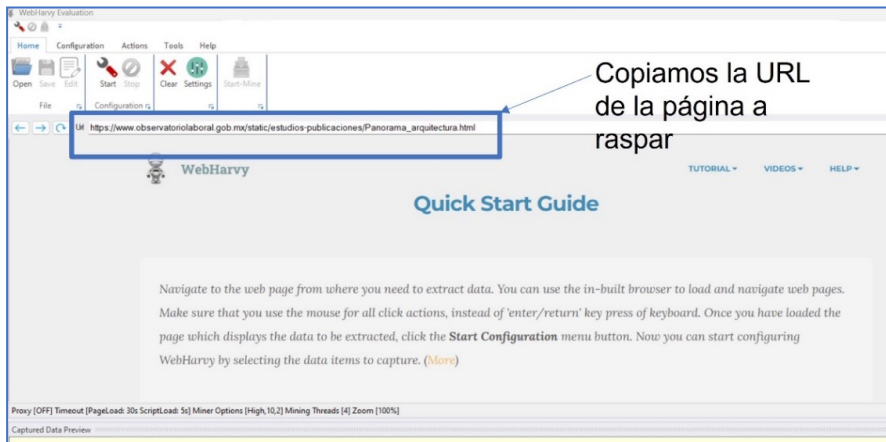 WebHarvy Evaluation
Home Configuration Actions Tools Help
Open Save Edit Start Stop Clear Settings Start-Mine
File Configuration
Url https://www.observatoriolaboral.gob.mx/static/estudios-publicaciones/Panorama_arquitectura.html
Copiamos la URL
de la página a
raspar
WebHarvy TUTORIAL VIDEOS HELP
Quick Start Guide
Navigate to the web page from where you need to extract data. You can use the in-built browser to load and navigate web pages.
Make sure that you use the mouse for all click actions, instead of 'enter/return' key press of keyboard. Once you have loaded the
page which displays the data to be extracted, click the Start Configuration menu button. Now you can start configuring
WebHarvy by selecting the data items to capture. (More)
Proxy [OFF] Timeout [PageLoad: 30s ScriptLoad: 5s] Miner Options [High,10,2] Mining Threads [4] Zoom [100%]
Captured Data Preview